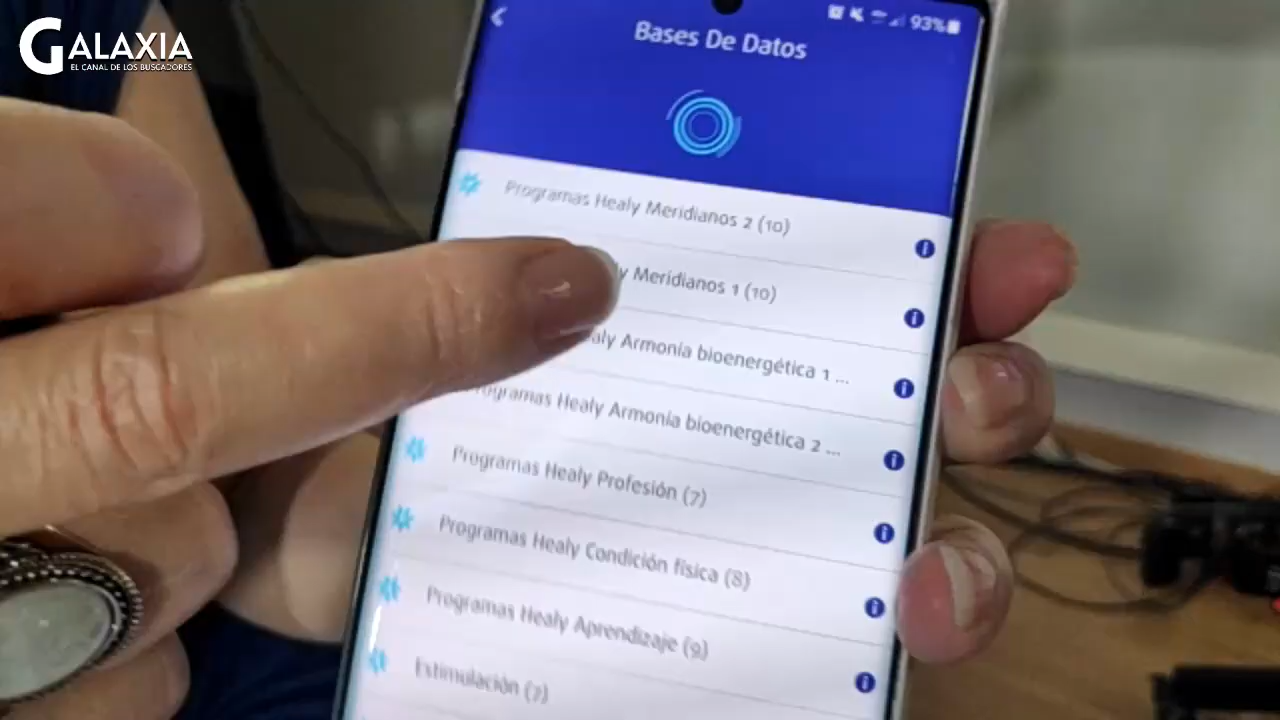 GALAXIA
EL CANAL DE LOS BUSCADORES
93%
Bases De Datos
Programas Healy Meridianos 2 (10)
Meridianos 1 (10)
Armonía bioenergética 1 ...
Programas Healy Armonía bioenergética 2 ...
Programas Healy Profesión (7)
Programas Healy Condición física (8)
Programas Healy Aprendizaje (9)
Estimulación (7)